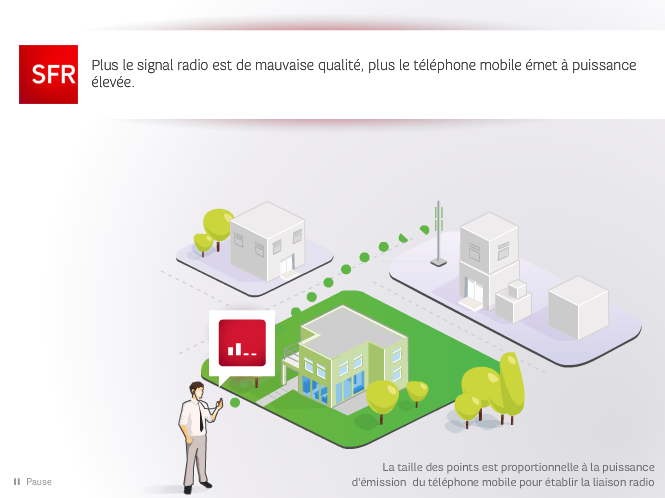 SFR
Plus le signal radio est de mauvaise qualité, plus le téléphone mobile émet à puissance
élevée.
La taille des points est proportionnelle à la puissance
d'émission du téléphone mobile pour établir la liaison radio
Pause